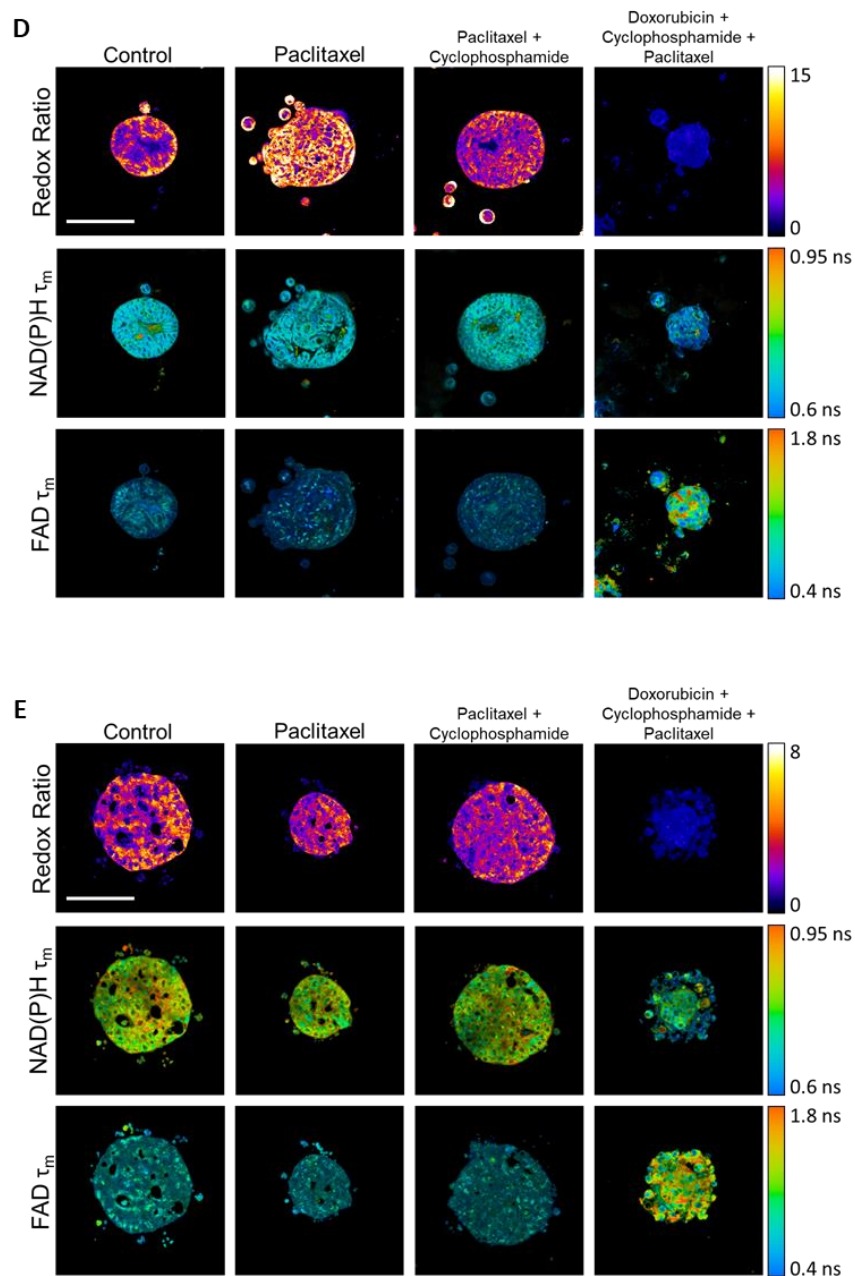 D
Control
Paclitaxel
Paclitaxel +
Cyclophosphamide
Doxorubicin +
Cyclophosphamide +
Paclitaxel
Redox Ratio
15
0
NAD(P)H τm
0.95 ns
0.6 ns
FAD τm
1.8 ns
0.4 ns
E
Control
Paclitaxel
Paclitaxel +
Cyclophosphamide
Doxorubicin +
Cyclophosphamide +
Paclitaxel
Redox Ratio
8
0
NAD(P)H τm
0.95 ns
0.6 ns
FAD τm
1.8 ns
0.4 ns